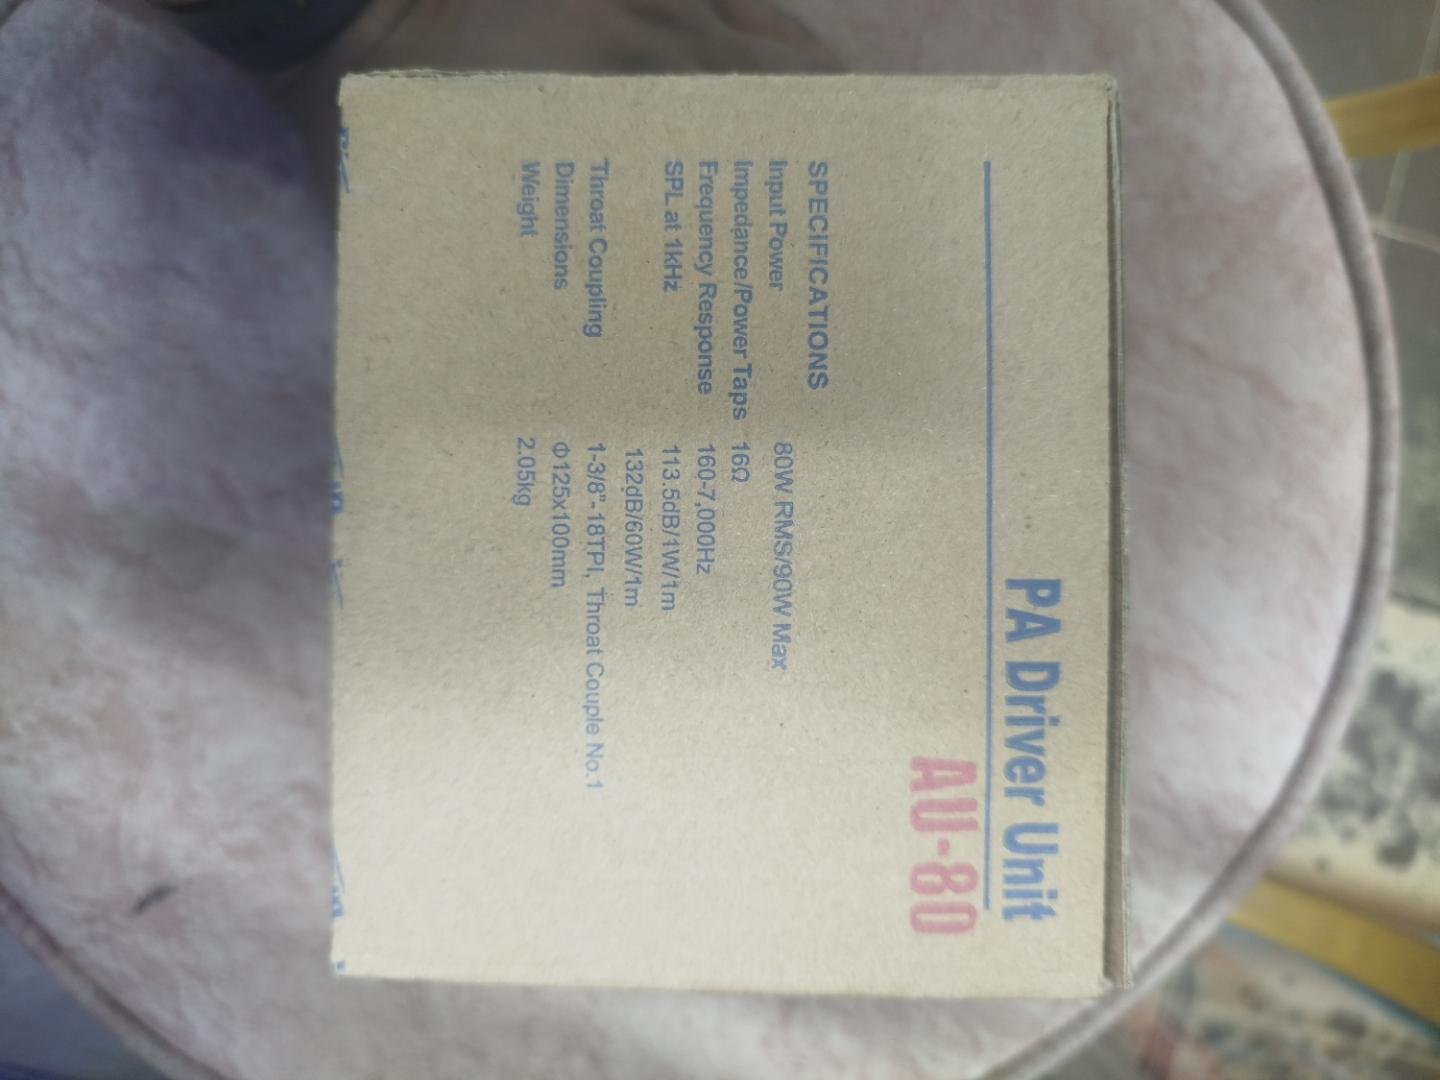 PA Driver Unit
AU-80
SPECIFICATIONS
Input Power 80W RMS/90W Max
Impedance/Power Taps 16Ω
Frequency Response 160-7,000Hz
SPL at 1kHz 113.5dB/1W/1m
132dB/60W/1m
Throat Coupling 1-3/8"-18TPI, Throat Couple No.1
Dimensions Φ125x100mm
Weight 2.05kg